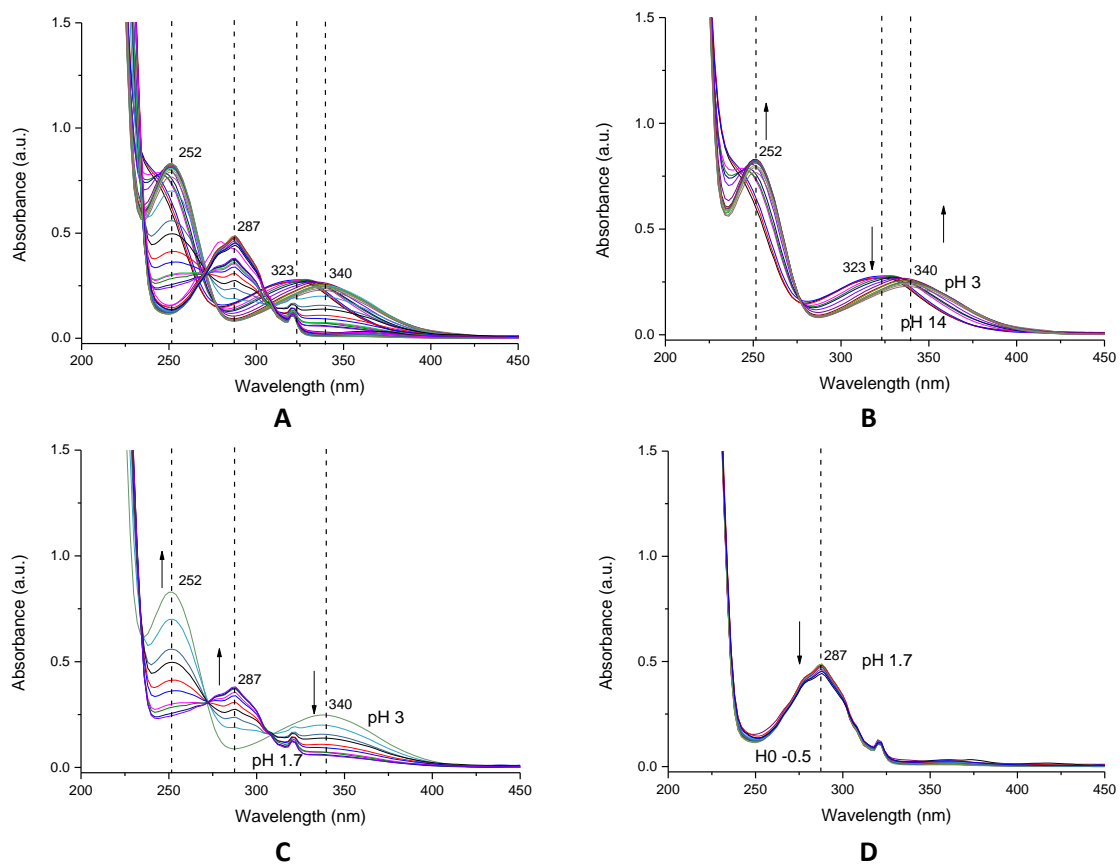 1.5
1.0
0.5
0.0
Absorbance (a.u.)
252
287
323
340
200 250 300 350 400 450
Wavelength (nm)
A
1.5
1.0
0.5
0.0
Absorbance (a.u.)
252
323
340
pH 3
pH 14
200 250 300 350 400 450
Wavelength (nm)
B
1.5
1.0
0.5
0.0
Absorbance (a.u.)
252
287
340
pH 3
pH 1.7
200 250 300 350 400 450
Wavelength (nm)
C
1.5
1.0
0.5
0.0
Absorbance (a.u.)
287
pH 1.7
H0 -0.5
200 250 300 350 400 450
Wavelength (nm)
D